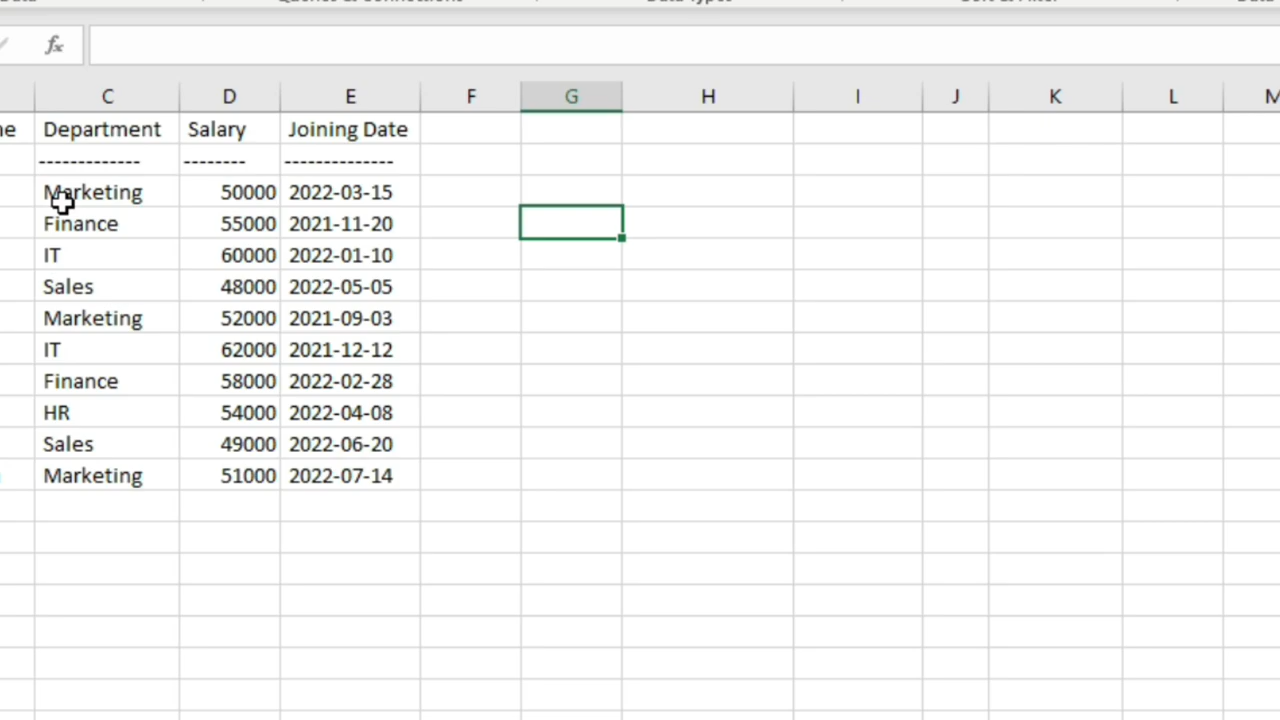 fx
C D E F G H I J K L M
Department Salary Joining Date
------------- -------- --------------
Marketing 50000 2022-03-15
Finance 55000 2021-11-20
IT 60000 2022-01-10
Sales 48000 2022-05-05
Marketing 52000 2021-09-03
IT 62000 2021-12-12
Finance 58000 2022-02-28
HR 54000 2022-04-08
Sales 49000 2022-06-20
Marketing 51000 2022-07-14